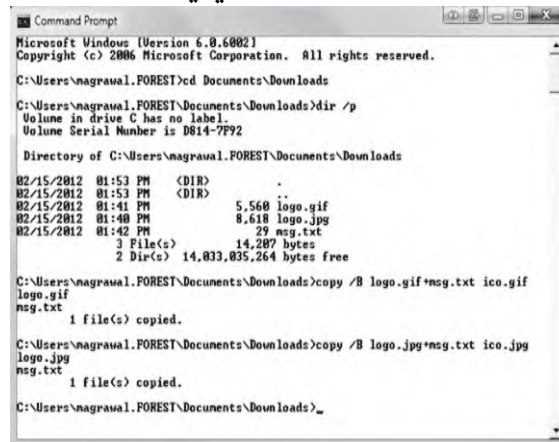 Command Prompt
Microsoft Windows [Version 6.0.6002]
Copyright (c) 2006 Microsoft Corporation.  All rights reserved.
C:\Users\magrawal.FOREST>cd Documents\Downloads
C:\Users\magrawal.FOREST\Documents\Downloads>dir /p
Volume in drive C has no label.
Volume Serial Number is D814-7F92
Directory of C:\Users\magrawal.FOREST\Documents\Downloads
02/15/2012  01:53 PM    <DIR>          .
02/15/2012  01:53 PM    <DIR>          ..
02/15/2012  01:41 PM             5,560 logo.gif
02/15/2012  01:40 PM             8,618 logo.jpg
02/15/2012  01:42 PM                29 msg.txt
3 File(s)         14,207 bytes
2 Dir(s)  14,033,035,264 bytes free
C:\Users\magrawal.FOREST\Documents\Downloads>copy /B logo.gif+msg.txt ico.gif
logo.gif
msg.txt
1 file(s) copied.
C:\Users\magrawal.FOREST\Documents\Downloads>copy /B logo.jpg+msg.txt ico.jpg
logo.jpg
msg.txt
1 file(s) copied.
C:\Users\magrawal.FOREST\Documents\Downloads>_